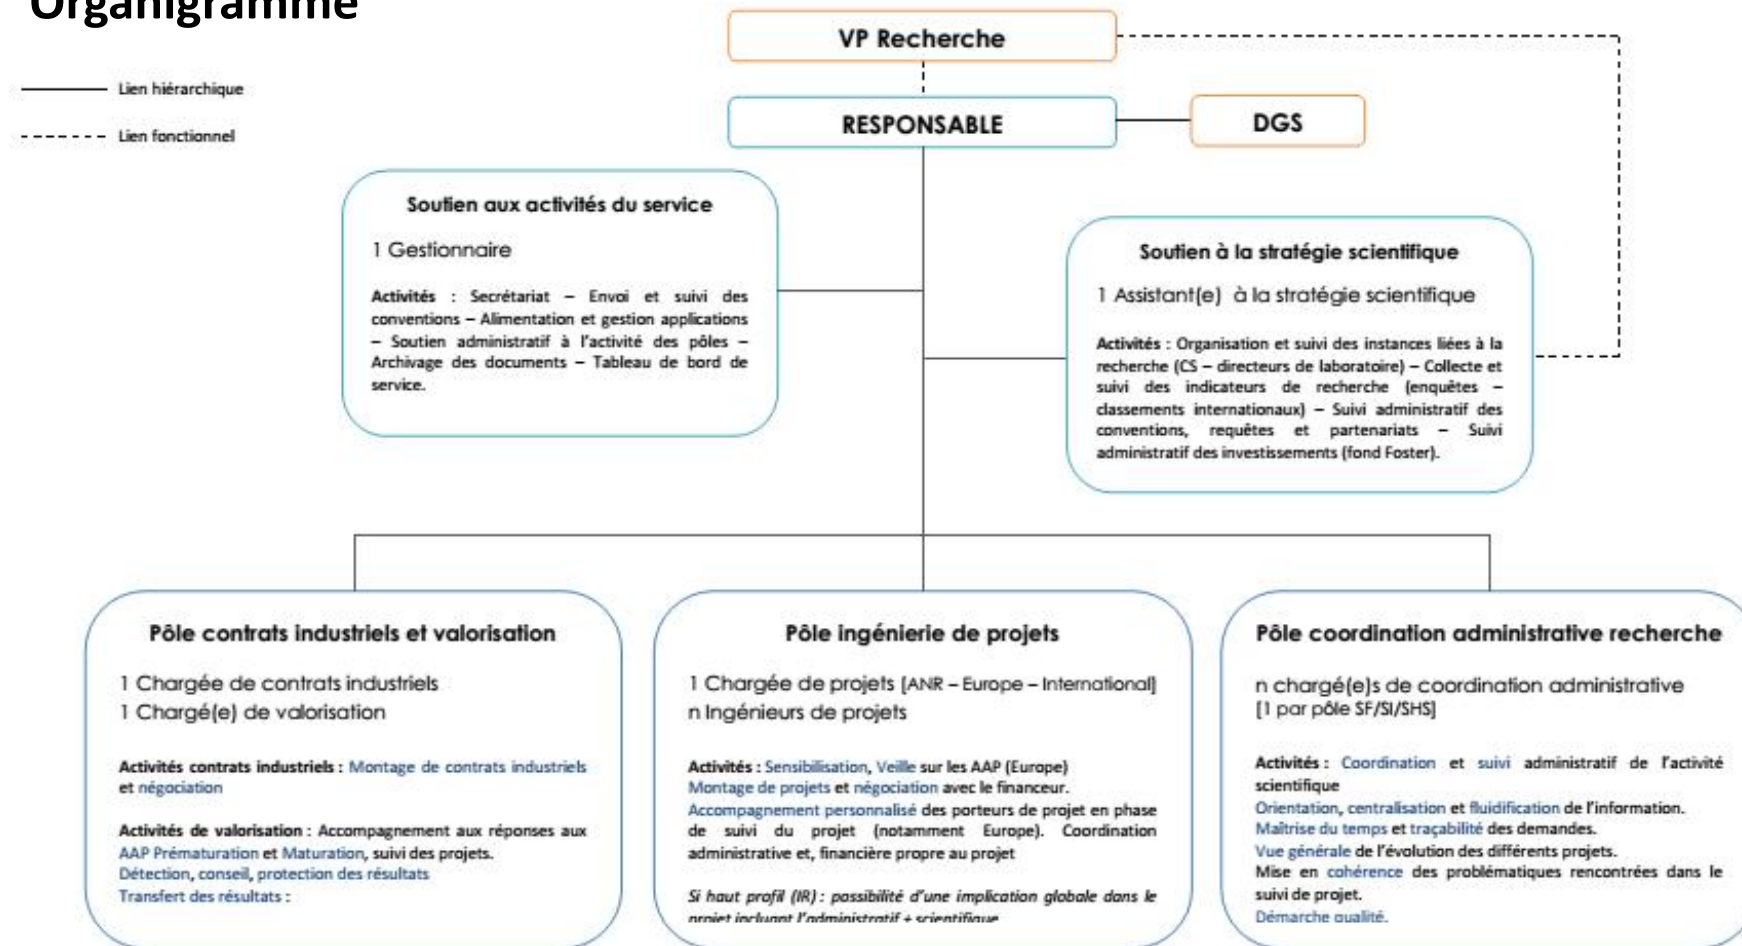 Organigramme
Lien hiérarchique
Lien fonctionnel
VP Recherche
RESPONSABLE
DGS
Soutien aux activités du service
1 Gestionnaire
Activités : Secrétariat – Envoi et suivi des
conventions – Alimentation et gestion applications
– Soutien administratif à l'activité des pôles –
Archivage des documents – Tableau de bord de
service.
Soutien à la stratégie scientifique
1 Assistant(e) à la stratégie scientifique
Activités : Organisation et suivi des instances liées à la
recherche (CS – directeurs de laboratoire) – Collecte et
suivi des indicateurs de recherche (enquêtes –
classements internationaux) – Suivi administratif des
conventions, requêtes et partenariats – Suivi
administratif des investissements (fond Foster).
Pôle contrats industriels et valorisation
1 Chargée de contrats industriels
1 Chargé(e) de valorisation
Activités contrats industriels : Montage de contrats industriels
et négociation
Activités de valorisation : Accompagnement aux réponses aux
AAP Prématuration et Maturation, suivi des projets.
Détection, conseil, protection des résultats
Transfert des résultats :
Pôle ingénierie de projets
1 Chargée de projets [ANR – Europe – International]
n Ingénieurs de projets
Activités : Sensibilisation, Veille sur les AAP (Europe)
Montage de projets et négociation avec le financeur.
Accompagnement personnalisé des porteurs de projet en phase
de suivi du projet (notamment Europe). Coordination
administrative et, financière propre au projet
Si haut profil (IR) : possibilité d'une implication globale dans le
projet incluant l'administratif + scientifique
Pôle coordination administrative recherche
n chargé(e)s de coordination administrative
[1 par pôle SF/SI/SHS]
Activités : Coordination et suivi administratif de l'activité
scientifique
Orientation, centralisation et fluidification de l'information.
Maîtrise du temps et traçabilité des demandes.
Vue générale de l'évolution des différents projets.
Mise en cohérence des problématiques rencontrées dans le
suivi de projet.
Démarche qualité.